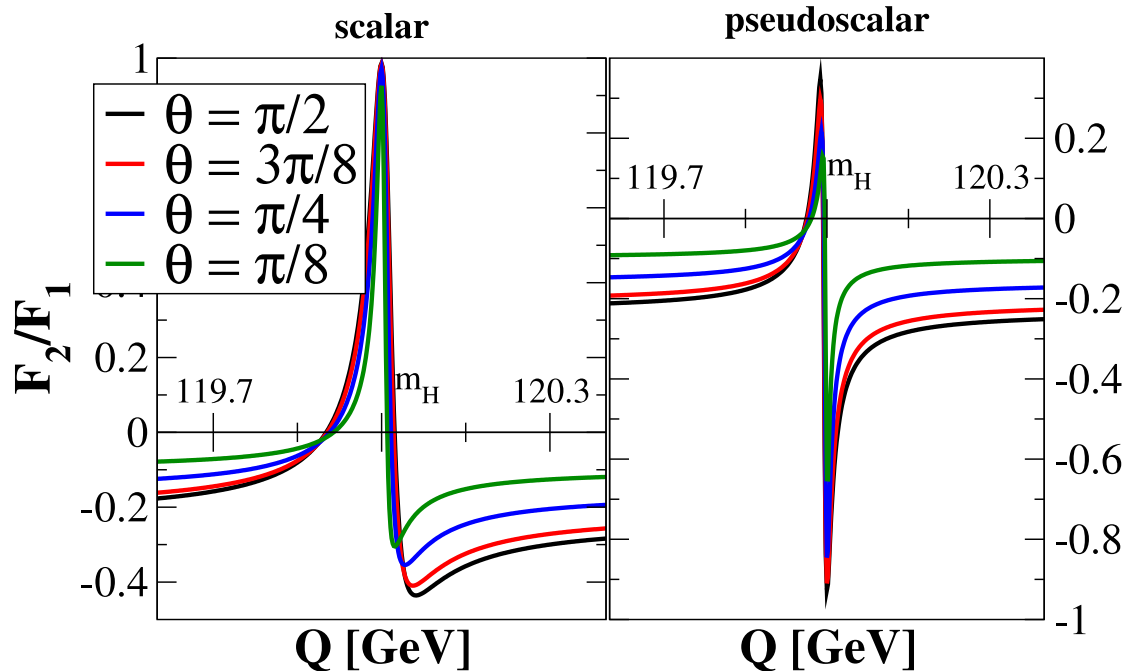 scalar
pseudoscalar
1
θ = π/2
θ = 3π/8
θ = π/4
θ = π/8
0.2
0
-0.2
-0.4
F₂/F₁
119.7
m_H
120.3
Q [GeV]
119.7
m_H
120.3
0.2
0
-0.2
-0.4
-0.6
-0.8
-1
Q [GeV]